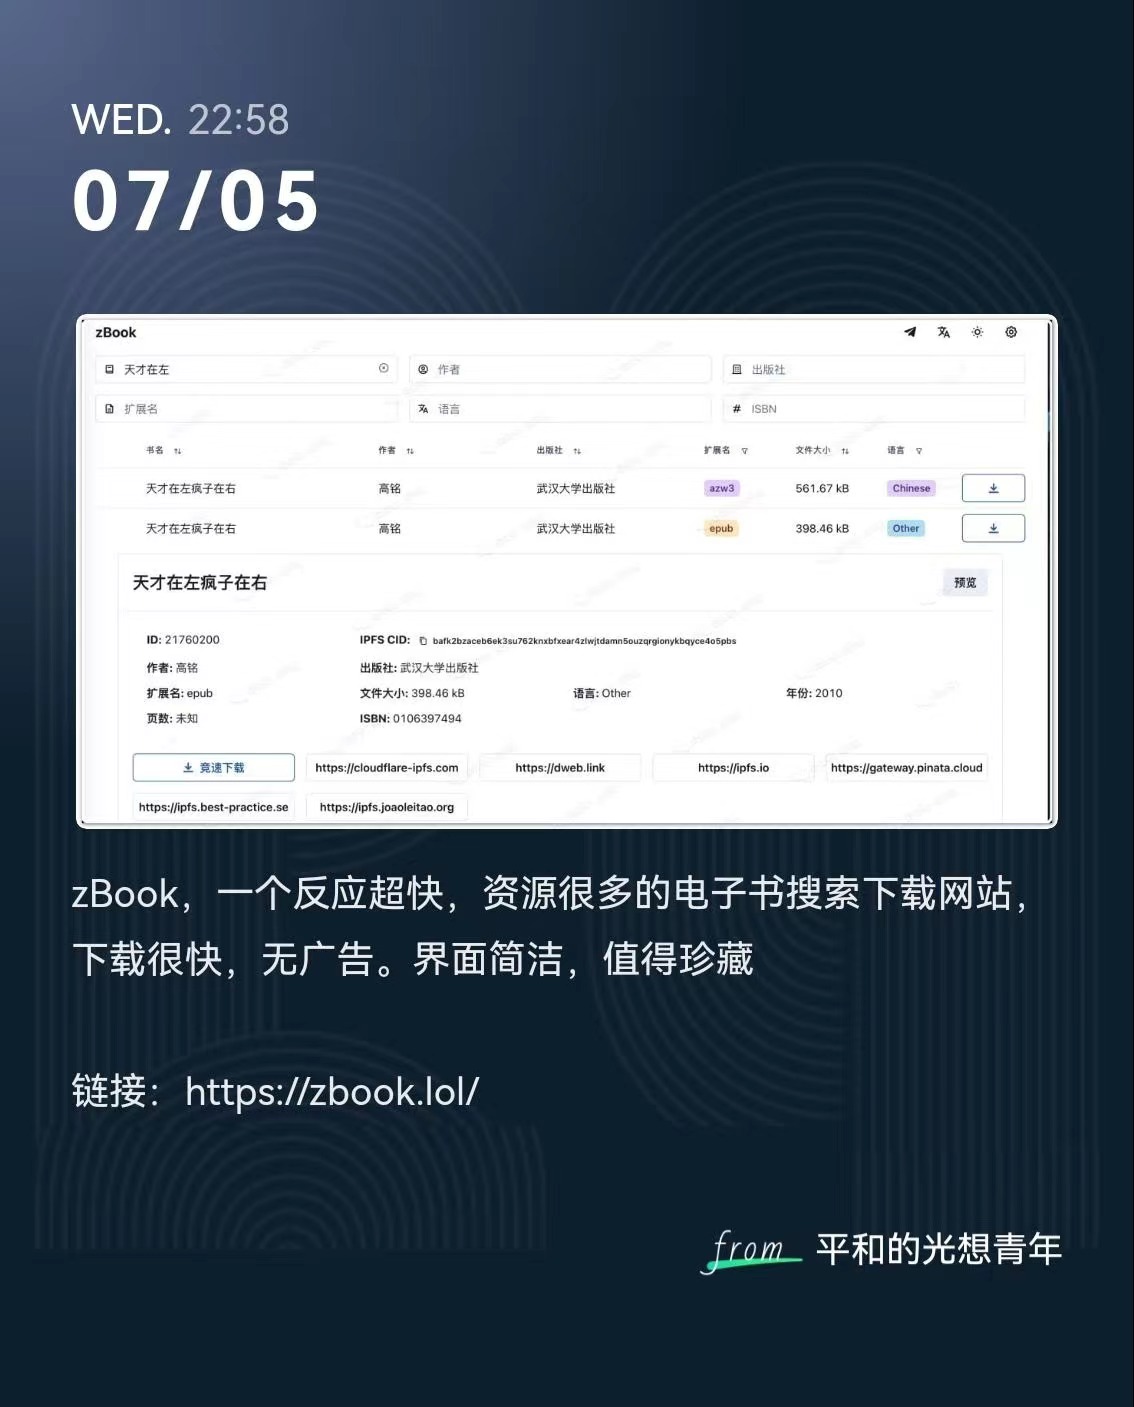 WED. 22:58
07/05
zBook
天才在左
作者
出版社
扩展名
语言
ISBN
书名 作者 出版社 扩展名 文件大小 语言
天才在左疯子在右 高铭 武汉大学出版社 azw3 561.67 kB Chinese
天才在左疯子在右 高铭 武汉大学出版社 epub 398.46 kB Other
天才在左疯子在右 预览
ID: 21760200 IPFS CID: bafk2bzaceb6ek3su762knxbfxear4zlwjtdamn5ouzqrgionykbqyce4o5pbs
作者: 高铭 出版社: 武汉大学出版社
扩展名: epub 文件大小: 398.46 kB 语言: Other 年份: 2010
页数: 未知 ISBN: 0106397494
竞速下载 https://cloudflare-ipfs.com https://dweb.link https://ipfs.io https://gateway.pinata.cloud
https://ipfs.best-practice.se https://ipfs.joaoleitao.org
zBook，一个反应超快，资源很多的电子书搜索下载网站，
下载很快，无广告。界面简洁，值得珍藏
链接：https://zbook.lol/
from 平和的光想青年